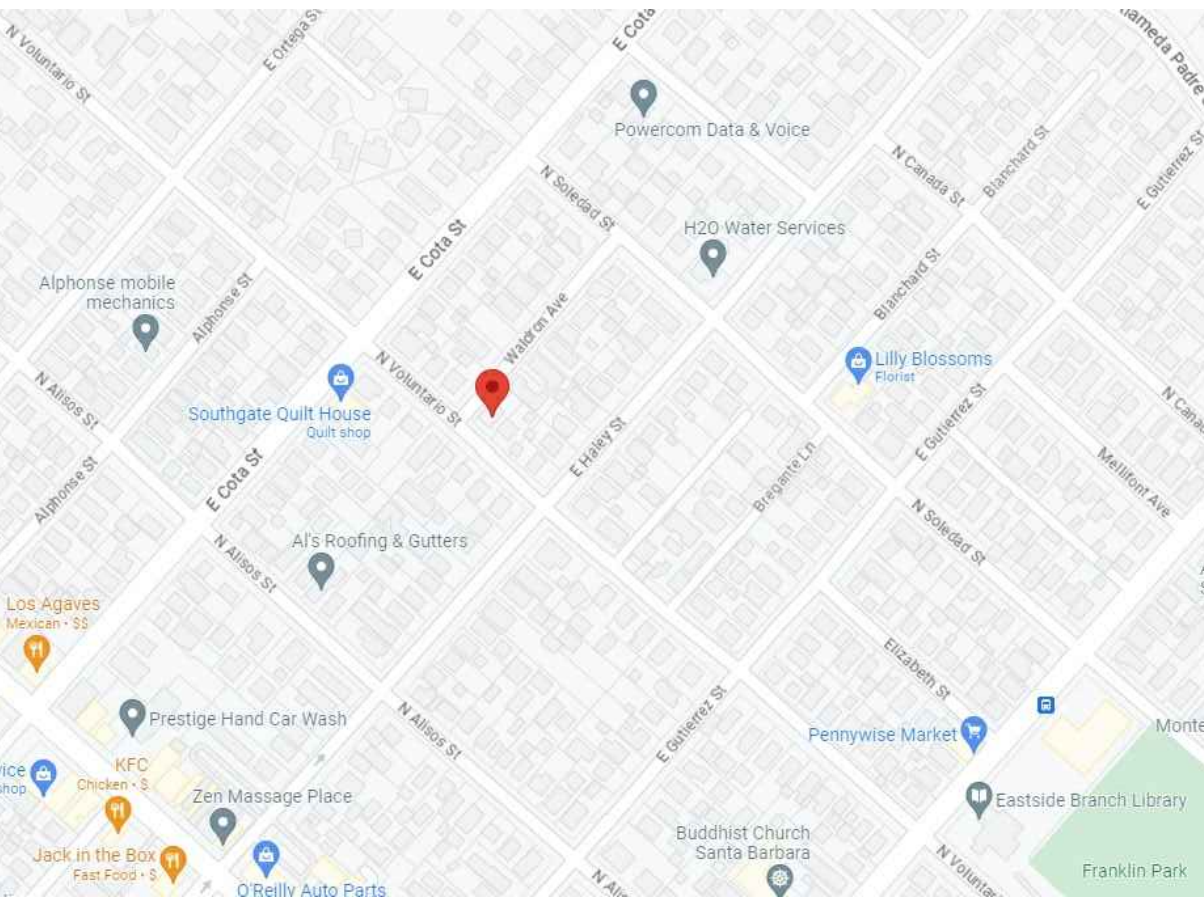 N Voluntario St
E Ortega St
E Cota
Alameda Padre
Powercom Data & Voice
Blanchard St
N Canada St
E Gutierrez St
N Soledad St
H2O Water Services
E Cota St
Alphonse mobile
mechanics
Alphonse St
Blanchard St
Waldron Ave
N Voluntario St
Lilly Blossoms
Florist
N Alisos St
Southgate Quilt House
Quilt shop
E Gutierrez St
N Cana
E Haley St
Mellifont Ave
Alphonse St
E Cota St
Bregante Ln
N Soledad St
N Alisos St
Al's Roofing & Gutters
Los Agaves
Mexican · $$
Elizabeth St
Prestige Hand Car Wash
N Alisos St
E Gutierrez St
Pennywise Market
Monte
vice
shop
KFC
Chicken · $
Zen Massage Place
Eastside Branch Library
Buddhist Church
Santa Barbara
Jack in the Box
Fast Food · $
O'Reilly Auto Parts
N Alis
N Volunta
Franklin Park